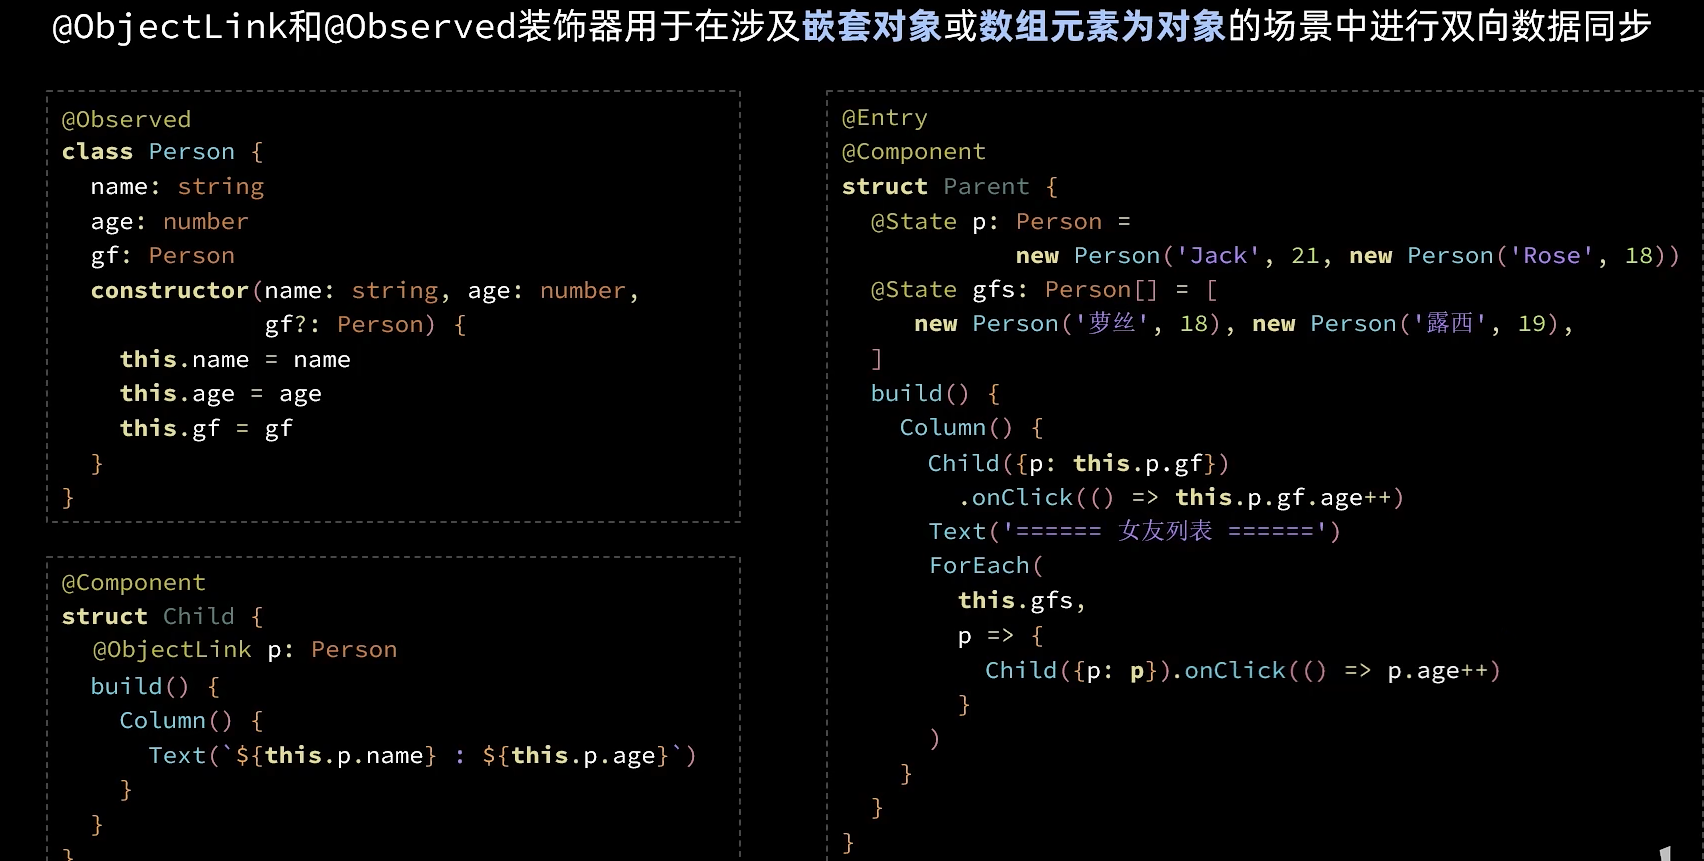 @ObjectLink和@Observed装饰器用于在涉及嵌套对象或数组元素为对象的场景中进行双向数据同步
@Observed
class Person {
  name: string
  age: number
  gf: Person
  constructor(name: string, age: number,
              gf?: Person) {
    this.name = name
    this.age = age
    this.gf = gf
  }
}
@Component
struct Child {
  @ObjectLink p: Person
  build() {
    Column() {
      Text(`${this.p.name} : ${this.p.age}`)
    }
  }
}
@Entry
@Component
struct Parent {
  @State p: Person =
            new Person('Jack', 21, new Person('Rose', 18))
  @State gfs: Person[] = [
     new Person('萝丝', 18), new Person('露西', 19),
  ]
  build() {
    Column() {
      Child({p: this.p.gf})
        .onClick(() => this.p.gf.age++)
      Text('====== 女友列表 ======')
      ForEach(
        this.gfs,
        p => {
          Child({p: p}).onClick(() => p.age++)
        }
      )
    }
  }
}